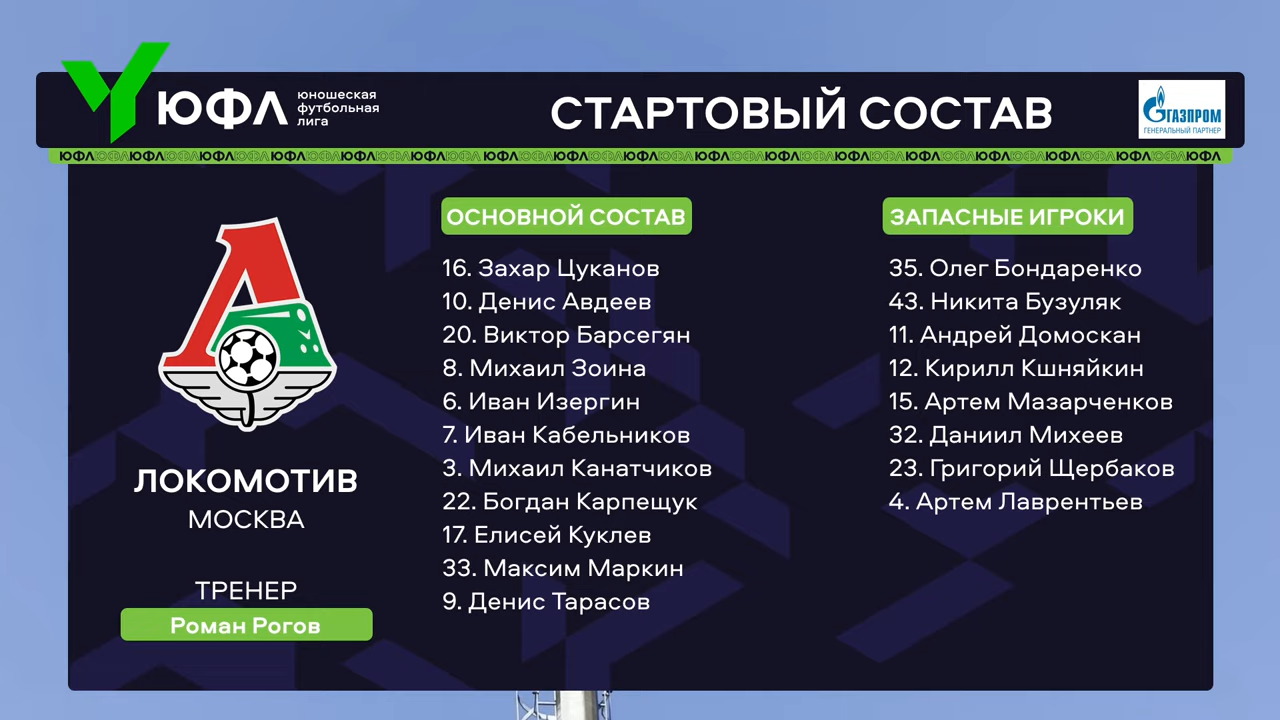 ЮФЛ
юношеская
футбольная
лига
СТАРТОВЫЙ СОСТАВ
ГАЗПРОМ
ГЕНЕРАЛЬНЫЙ ПАРТНЕР
ЮФЛЮФЛЮФЛЮФЛЮФЛЮФЛЮФЛЮФЛЮФЛЮФЛЮФЛЮФЛЮФЛЮФЛЮФЛЮФЛЮФЛЮФЛЮФЛЮФЛЮФЛЮФЛЮФЛЮФЛЮФЛЮФЛЮФЛЮФЛЮФЛЮФЛЮФЛЮФЛЮФЛ
ЛОКОМОТИВ
МОСКВА
ТРЕНЕР
Роман Рогов
ОСНОВНОЙ СОСТАВ
16. Захар Цуканов
10. Денис Авдеев
20. Виктор Барсегян
8. Михаил Зоина
6. Иван Изергин
7. Иван Кабельников
3. Михаил Канатчиков
22. Богдан Карпещук
17. Елисей Куклев
33. Максим Маркин
9. Денис Тарасов
ЗАПАСНЫЕ ИГРОКИ
35. Олег Бондаренко
43. Никита Бузуляк
11. Андрей Домоскан
12. Кирилл Кшняйкин
15. Артем Мазарченков
32. Даниил Михеев
23. Григорий Щербаков
4. Артем Лаврентьев